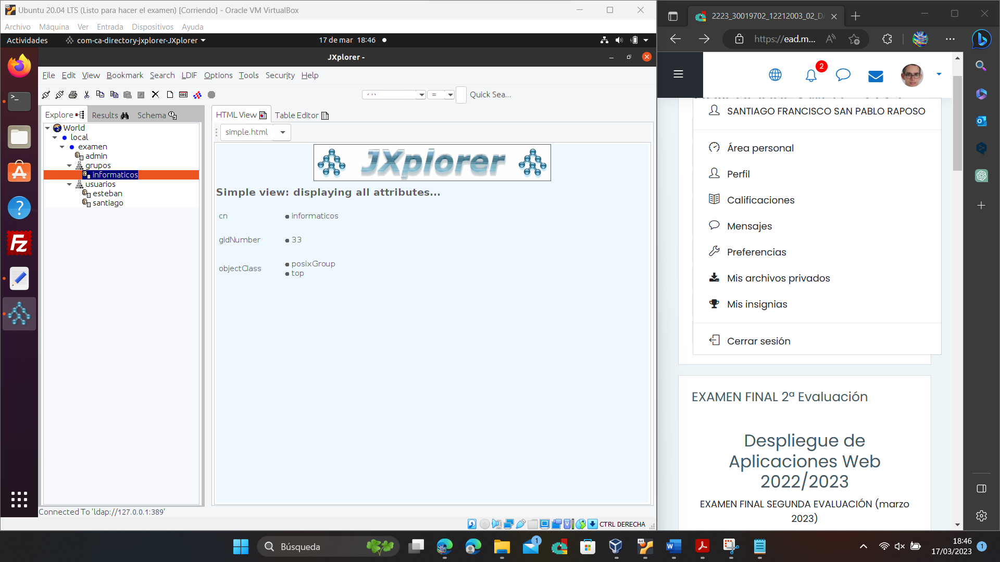 Ubuntu 20.04 LTS (Listo para hacer el examen) [Corriendo] - Oracle VM VirtualBox
Archivo Máquina Ver Entrada Dispositivos Ayuda
Actividades com-ca-directory-jxplorer-JXplorer 17 de mar 18:46
JXplorer -
File Edit View Bookmark Search LDIF Options Tools Security Help
= Quick Sea...
Explore Results Schema
HTML View Table Editor
World
local
examen
admin
grupos
informaticos
usuarios
esteban
santiago
simple.html
JXplorer
Simple view: displaying all attributes...
cn informaticos
gidNumber 33
objectClass posixGroup
top
Connected To 'ldap://127.0.0.1:389'
CTRL DERECHA
2223_30019702_12212003_02_DA
https://ead.m...
2
SANTIAGO FRANCISCO SAN PABLO RAPOSO
Área personal
Perfil
Calificaciones
Mensajes
Preferencias
Mis archivos privados
Mis insignias
Cerrar sesión
EXAMEN FINAL 2ª Evaluación
Despliegue de
Aplicaciones Web
2022/2023
EXAMEN FINAL SEGUNDA EVALUACIÓN (marzo
2023)
Búsqueda
1
18:46
17/03/2023
1